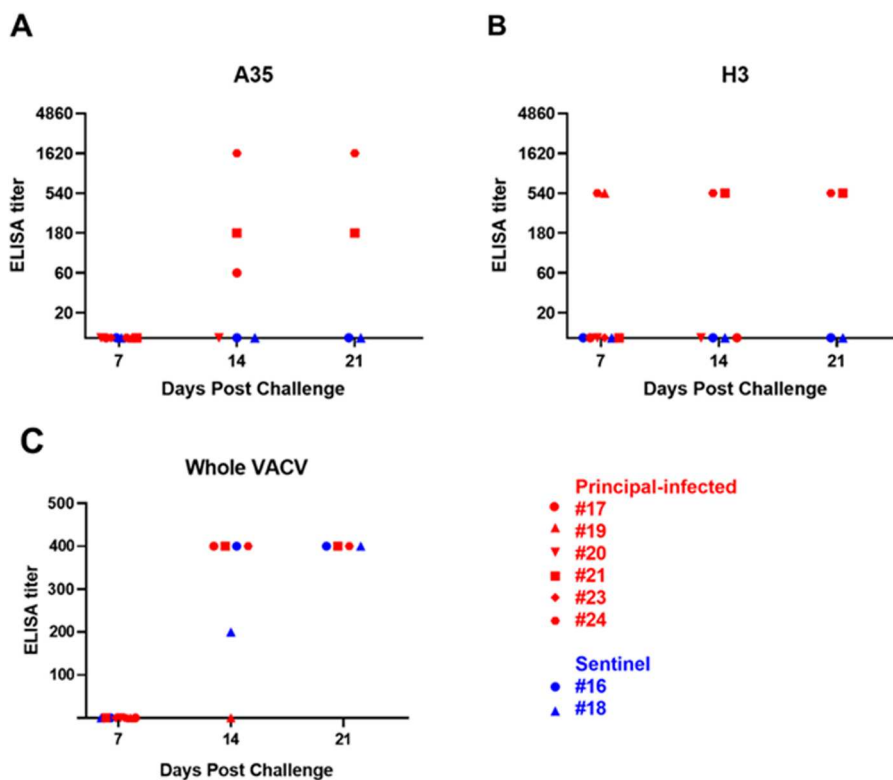 A
A35
4860
1620
540
180
60
20
ELISA titer
7
14
21
Days Post Challenge
B
H3
4860
1620
540
180
60
20
ELISA titer
7
14
21
Days Post Challenge
C
Whole VACV
500
400
300
200
100
ELISA titer
7
14
21
Days Post Challenge
Principal-infected
#17
#19
#20
#21
#23
#24
Sentinel
#16
#18